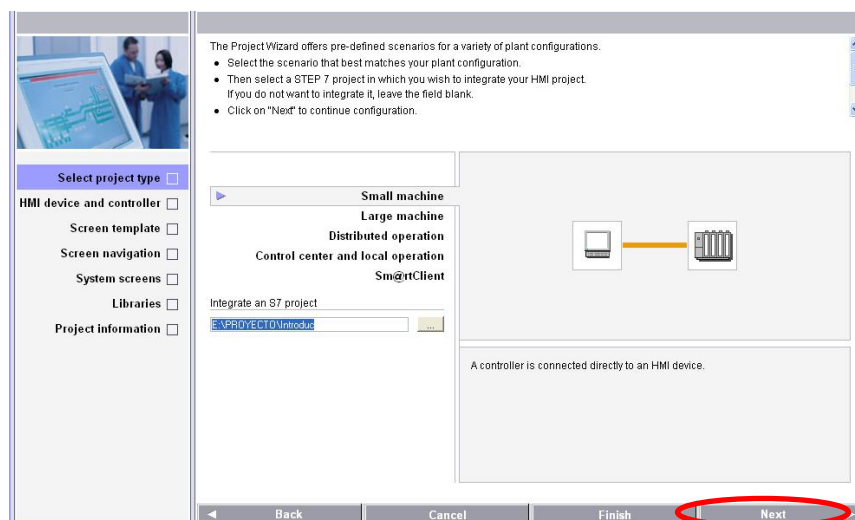 The Project Wizard offers pre-defined scenarios for a variety of plant configurations.
• Select the scenario that best matches your plant configuration.
• Then select a STEP 7 project in which you wish to integrate your HMI project.
If you do not want to integrate it, leave the field blank.
• Click on "Next" to continue configuration.
Select project type
HMI device and controller
Screen template
Screen navigation
System screens
Libraries
Project information
Small machine
Large machine
Distributed operation
Control center and local operation
Sm@rtClient
Integrate an S7 project
E:\PROYECTO\Introduc
...
A controller is connected directly to an HMI device.
Back
Cancel
Finish
Next